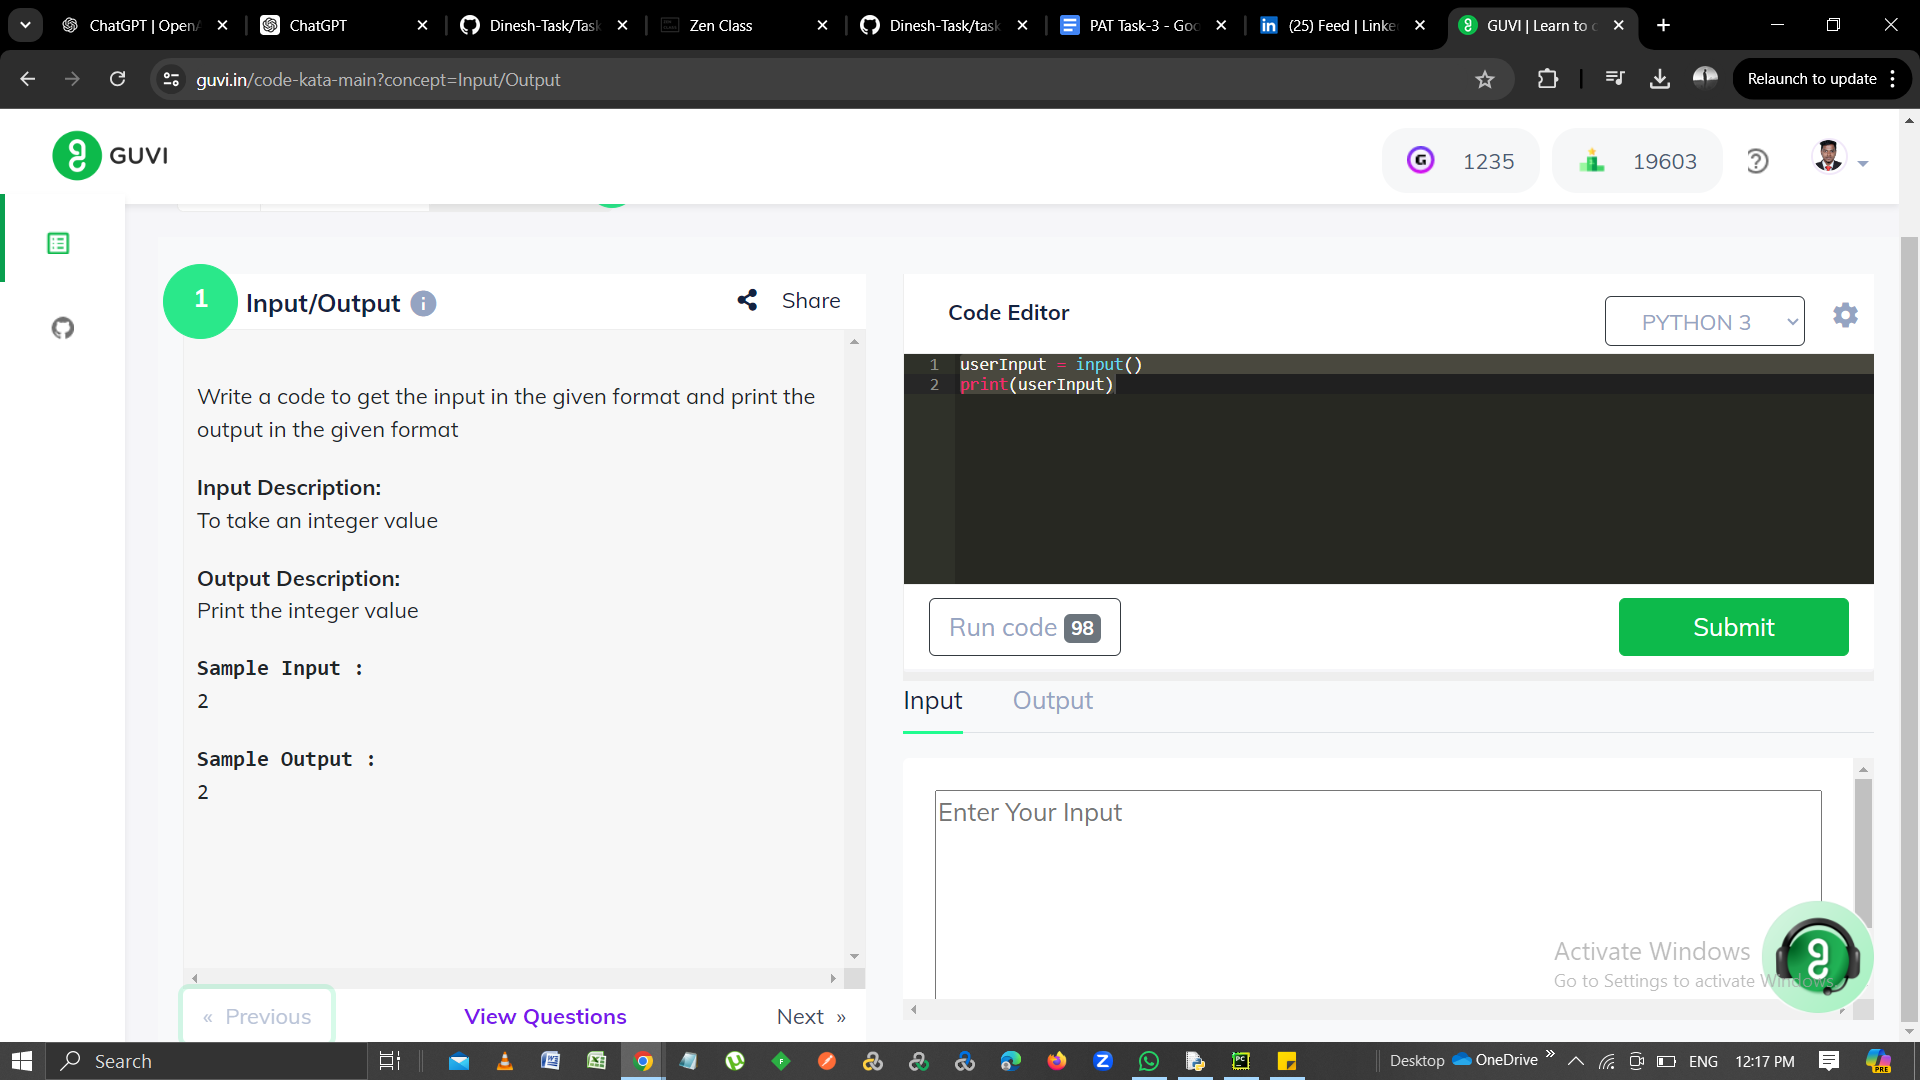 ChatGPT | OpenA
ChatGPT
Dinesh-Task/Task
Zen Class
Dinesh-Task/task
PAT Task-3 - Goo
(25) Feed | Linke
GUVI | Learn to c
guvi.in/code-kata-main?concept=Input/Output
Relaunch to update
GUVI
1235
19603
1
Input/Output
Share
Write a code to get the input in the given format and print the
output in the given format
Input Description:
To take an integer value
Output Description:
Print the integer value
Sample Input :
2
Sample Output :
2
« Previous
View Questions
Next »
Code Editor
PYTHON 3
1 userInput = input()
2 print(userInput)
Run code 98
Submit
Input
Output
Enter Your Input
Activate Windows
Go to Settings to activate Windows.
Search
Desktop
OneDrive
ENG
12:17 PM
PRE